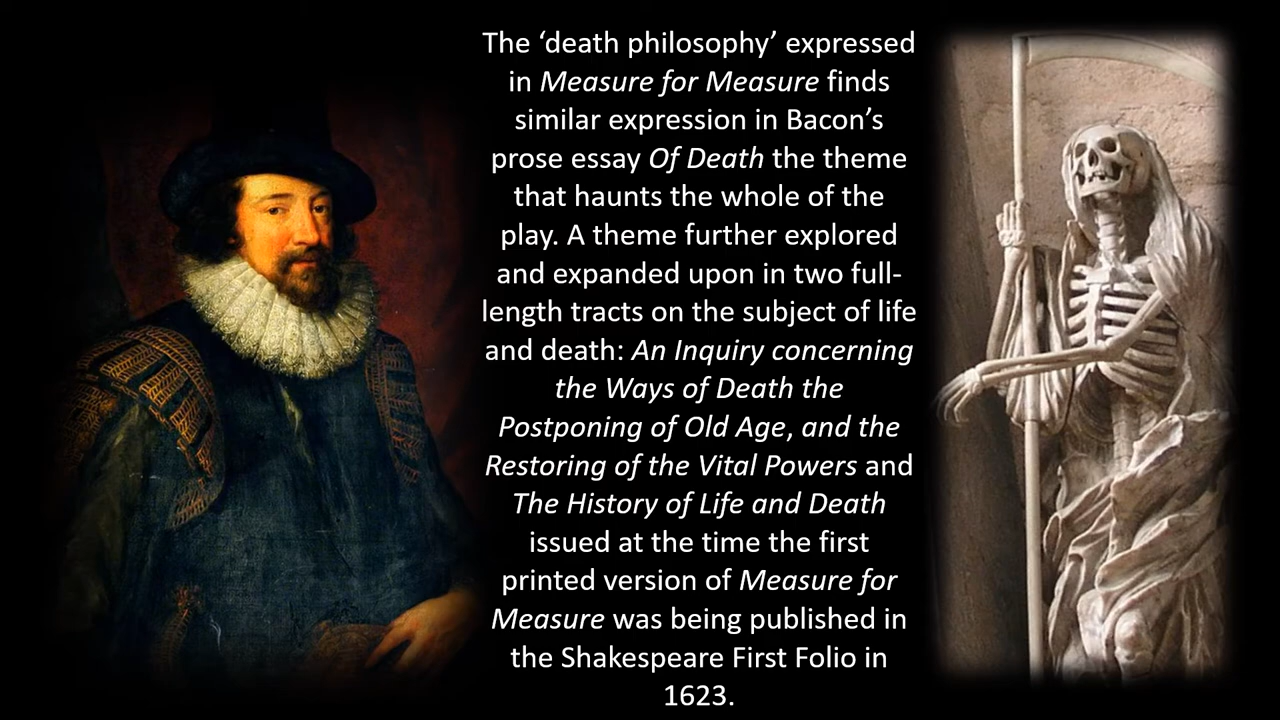 The ‘death philosophy’ expressed
in Measure for Measure finds
similar expression in Bacon’s
prose essay Of Death the theme
that haunts the whole of the
play. A theme further explored
and expanded upon in two full-
length tracts on the subject of life
and death: An Inquiry concerning
the Ways of Death the
Postponing of Old Age, and the
Restoring of the Vital Powers and
The History of Life and Death
issued at the time the first
printed version of Measure for
Measure was being published in
the Shakespeare First Folio in
1623.